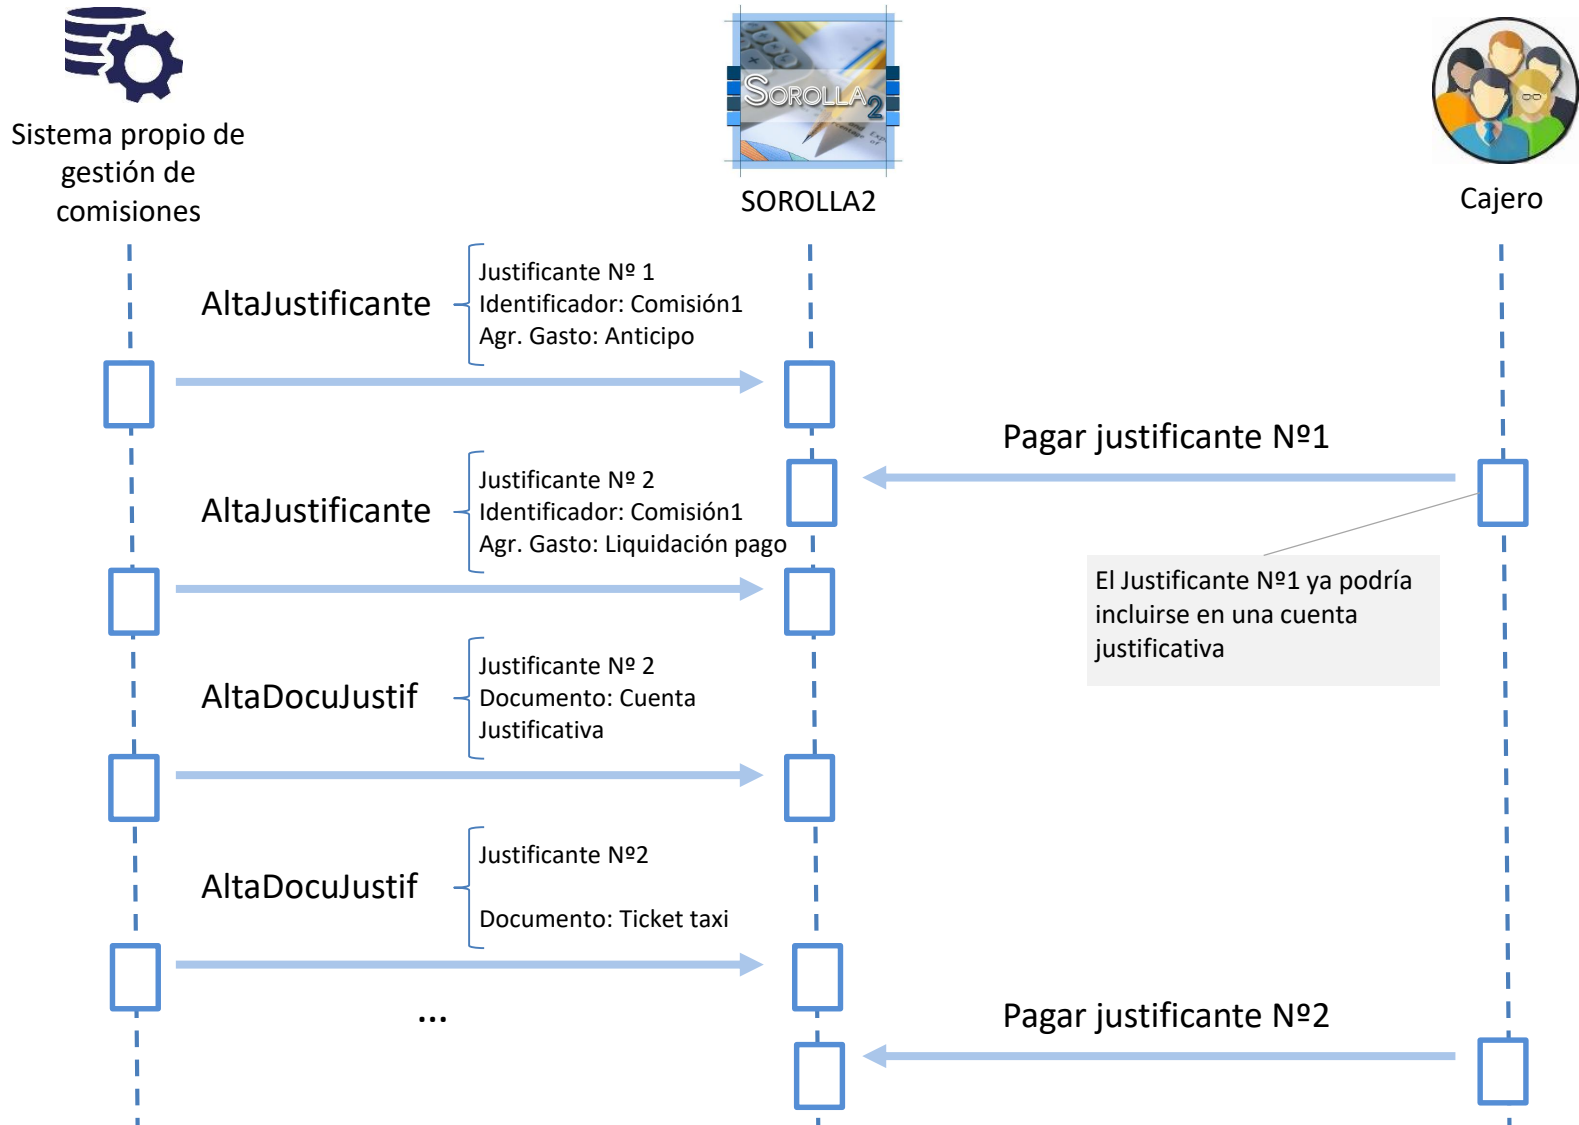 Sistema propio de
gestión de
comisiones
SOROLLA2
SOROLLA2
Cajero
AltaJustificante
Justificante Nº 1
Identificador: Comisión1
Agr. Gasto: Anticipo
Pagar justificante Nº1
AltaJustificante
Justificante Nº 2
Identificador: Comisión1
Agr. Gasto: Liquidación pago
El Justificante Nº1 ya podría
incluirse en una cuenta
justificativa
AltaDocuJustif
Justificante Nº 2
Documento: Cuenta
Justificativa
AltaDocuJustif
Justificante Nº2
Documento: Ticket taxi
...
Pagar justificante Nº2